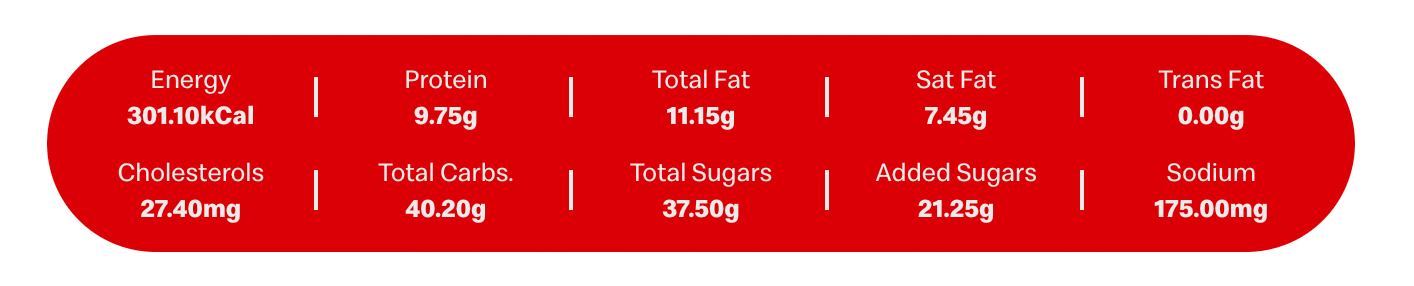 Energy Protein Total Fat Sat Fat Trans Fat
301.10kCal 9.75g 11.15g 7.45g 0.00g
Cholesterols Total Carbs. Total Sugars Added Sugars Sodium
27.40mg 40.20g 37.50g 21.25g 175.00mg